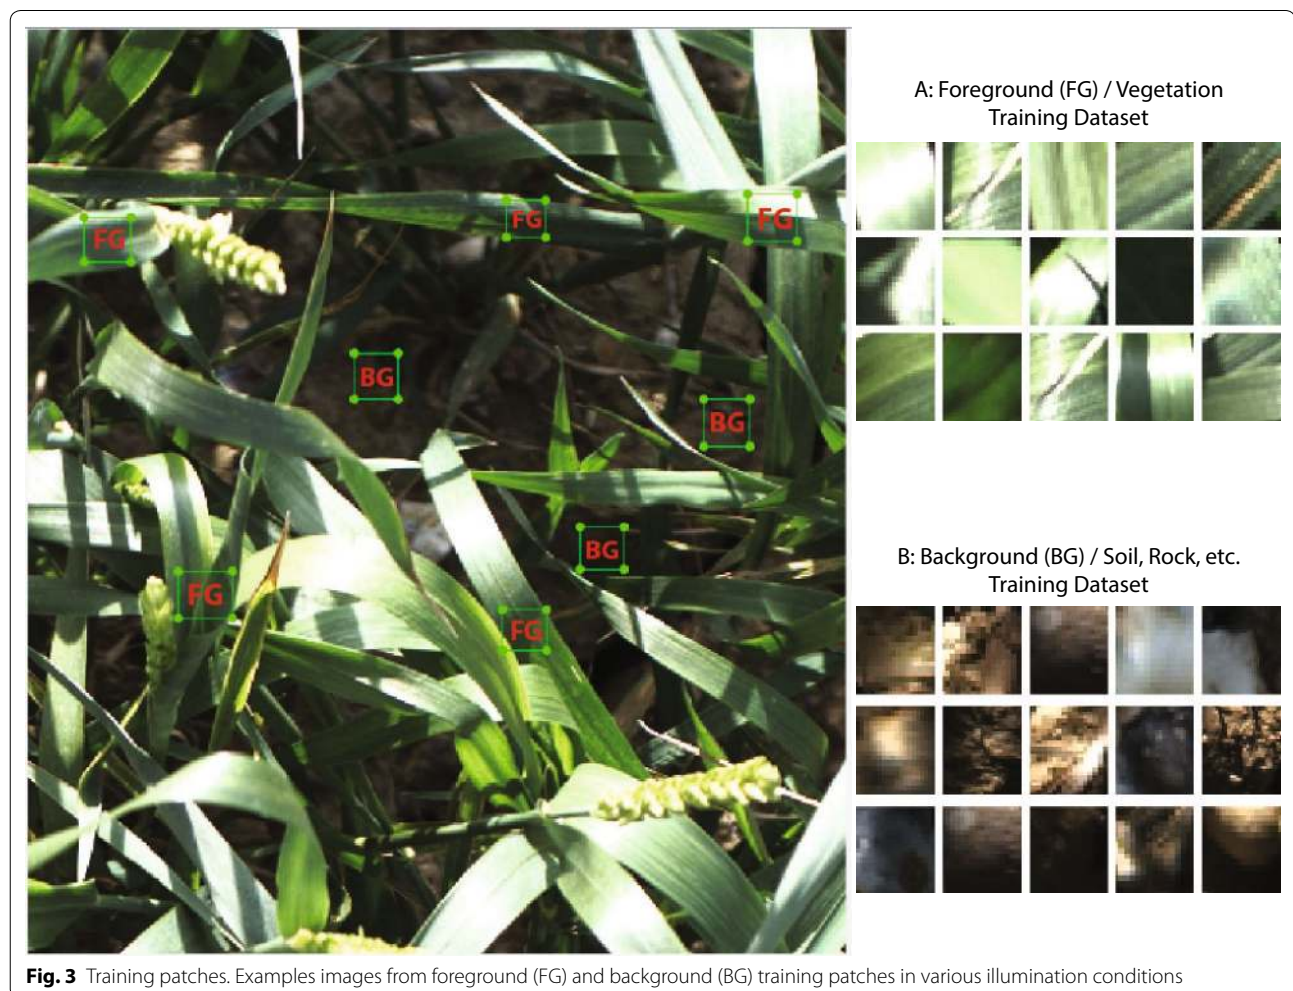 A: Foreground (FG) / Vegetation
Training Dataset
FG
FG
FG
BG
BG
BG
FG
FG
B: Background (BG) / Soil, Rock, etc.
Training Dataset
Fig. 3 Training patches. Examples images from foreground (FG) and background (BG) training patches in various illumination conditions